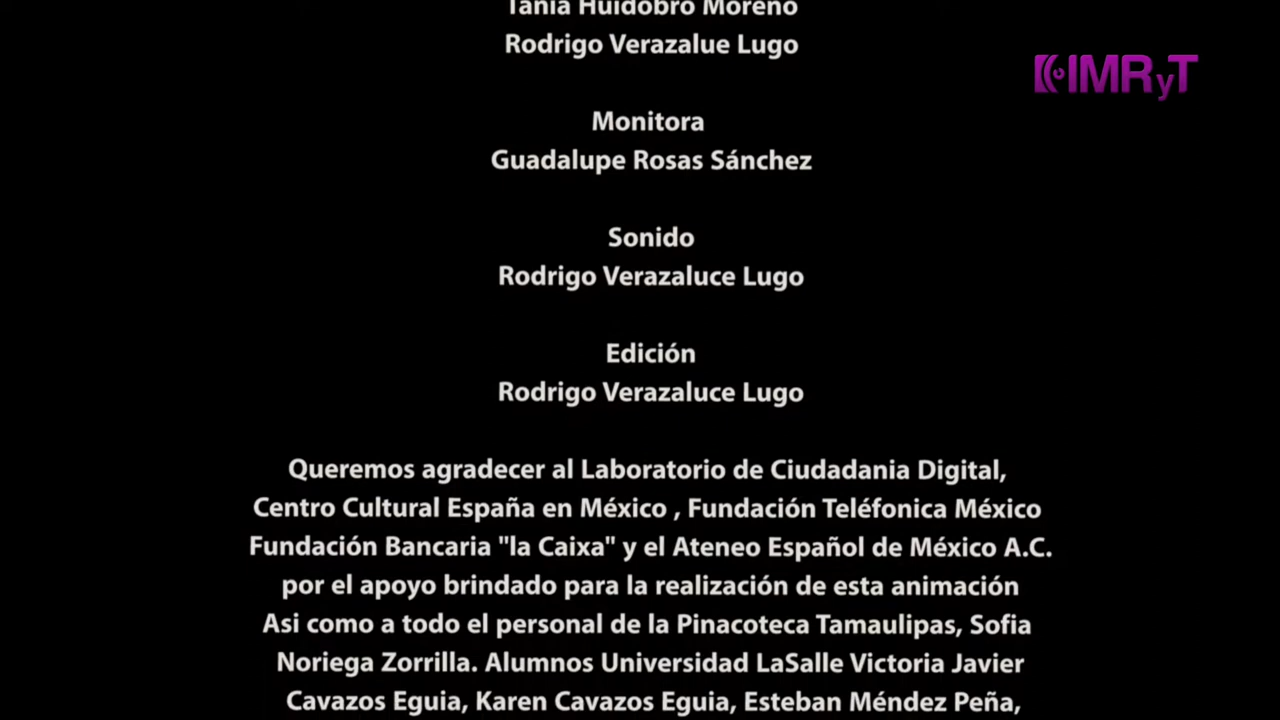 Tania Huidobro Moreno
Rodrigo Verazalue Lugo
IMRyT
Monitora
Guadalupe Rosas Sánchez
Sonido
Rodrigo Verazaluce Lugo
Edición
Rodrigo Verazaluce Lugo
Queremos agradecer al Laboratorio de Ciudadania Digital,
Centro Cultural España en México , Fundación Teléfonica México
Fundación Bancaria "la Caixa" y el Ateneo Español de México A.C.
por el apoyo brindado para la realización de esta animación
Asi como a todo el personal de la Pinacoteca Tamaulipas, Sofia
Noriega Zorrilla. Alumnos Universidad LaSalle Victoria Javier
Cavazos Eguia, Karen Cavazos Eguia, Esteban Méndez Peña,